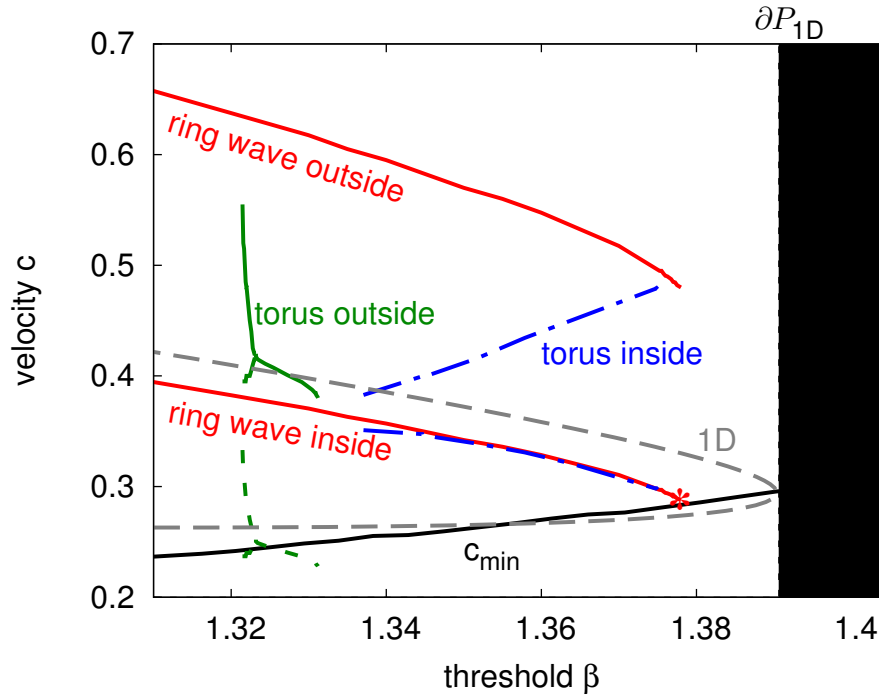 ∂P1D
0.7
0.6
0.5
0.4
0.3
0.2
velocity c
ring wave outside
torus outside
torus inside
ring wave inside
1D
*
cmin
1.32
1.34
1.36
1.38
1.4
threshold β